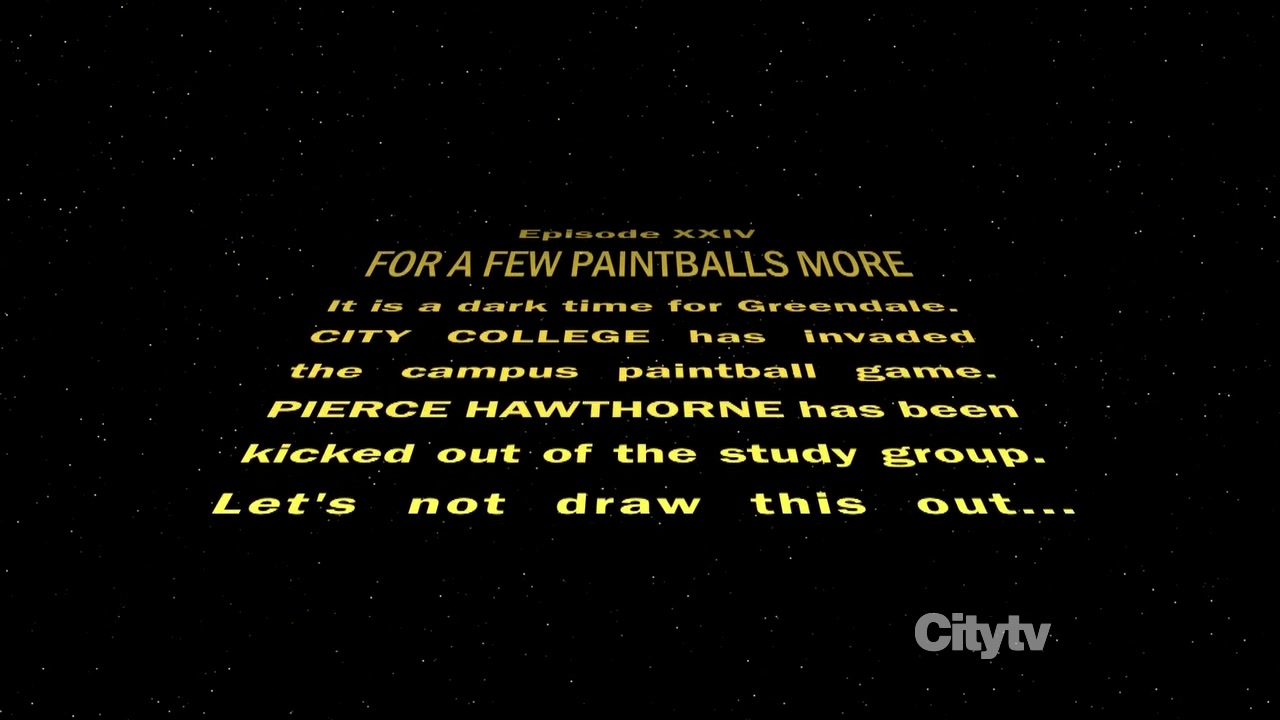 Episode XXIV
FOR A FEW PAINTBALLS MORE
It is a dark time for Greendale.
CITY COLLEGE has invaded
the campus paintball game.
PIERCE HAWTHORNE has been
kicked out of the study group.
Let's not draw this out...
Citytv